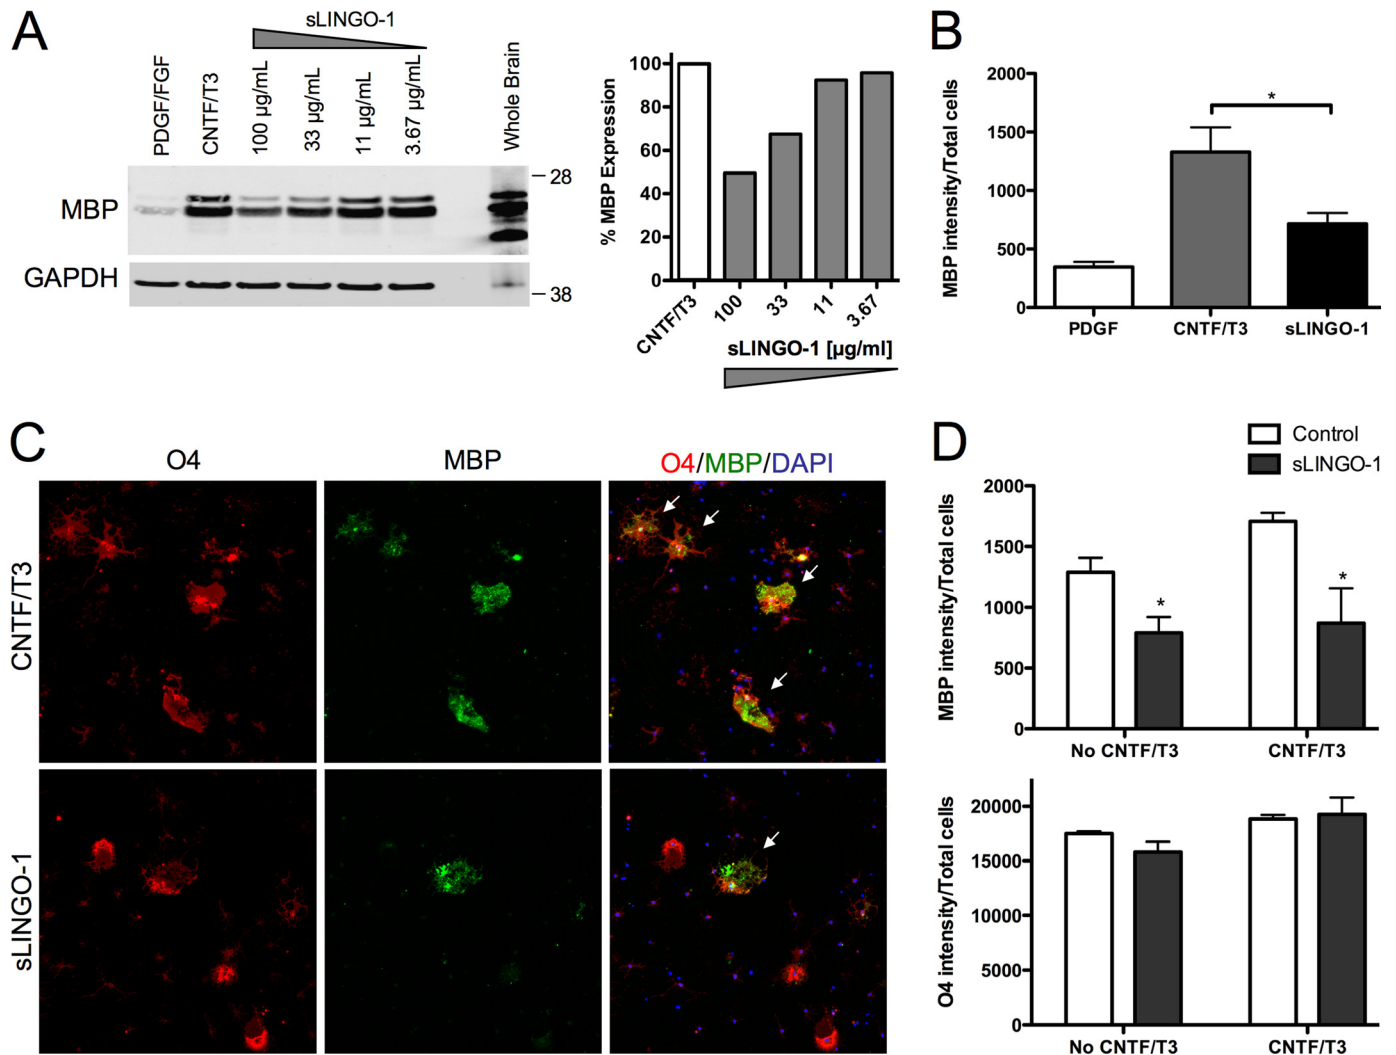 A
sLINGO-1
PDGF/FGF
CNTF/T3
100 µg/mL
33 µg/mL
11 µg/mL
3.67 µg/mL
Whole Brain
MBP
GAPDH
28
38
% MBP Expression
100
80
60
40
20
0
CNTF/T3
100
33
11
3.67
sLINGO-1 [µg/ml]
B
MBP intensity/Total cells
2000
1500
1000
500
0
PDGF
CNTF/T3
sLINGO-1
*
C
O4
MBP
O4/MBP/DAPI
CNTF/T3
sLINGO-1
D
Control
sLINGO-1
MBP intensity/Total cells
2000
1500
1000
500
0
*
*
No CNTF/T3
CNTF/T3
O4 intensity/Total cells
20000
15000
10000
5000
0
No CNTF/T3
CNTF/T3